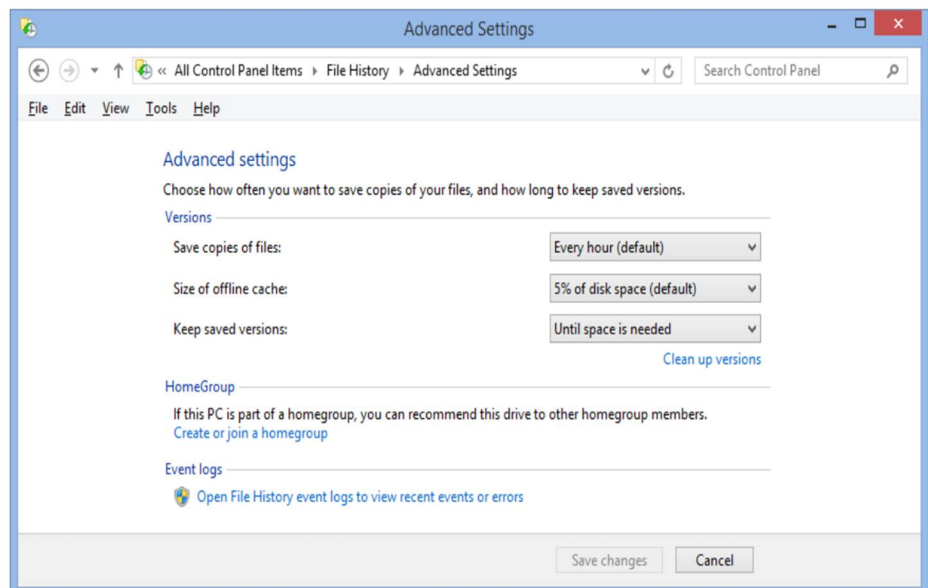 Advanced Settings
« All Control Panel Items ▸ File History ▸ Advanced Settings
Search Control Panel
File Edit View Tools Help
Advanced settings
Choose how often you want to save copies of your files, and how long to keep saved versions.
Versions
Save copies of files: Every hour (default)
Size of offline cache: 5% of disk space (default)
Keep saved versions: Until space is needed
Clean up versions
HomeGroup
If this PC is part of a homegroup, you can recommend this drive to other homegroup members.
Create or join a homegroup
Event logs
Open File History event logs to view recent events or errors
Save changes Cancel